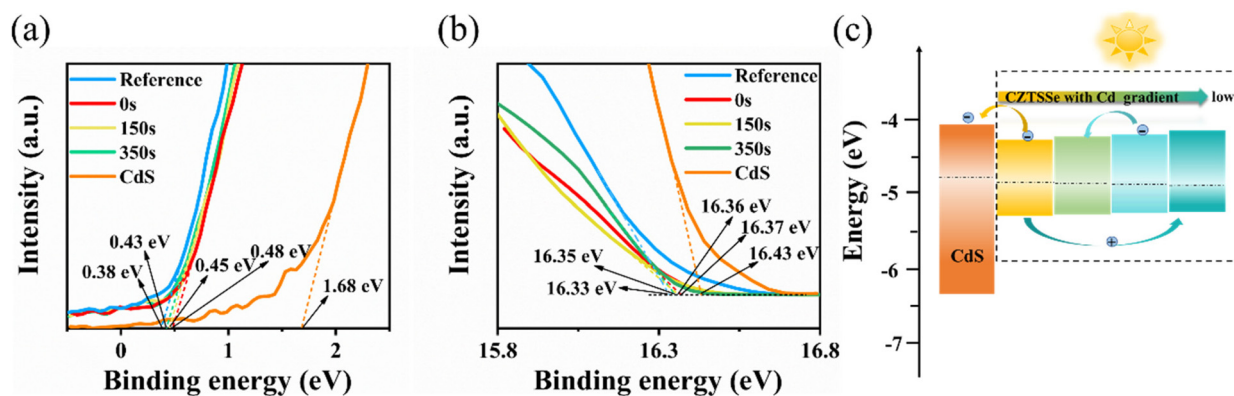 (a)
Intensity (a.u.)
Reference
0s
150s
350s
CdS
0.43 eV
0.38 eV
0.45 eV
0.48 eV
1.68 eV
0
1
2
Binding energy (eV)
(b)
Intensity (a.u.)
Reference
0s
150s
350s
CdS
16.36 eV
16.37 eV
16.35 eV
16.43 eV
16.33 eV
15.8
16.3
16.8
Binding energy (eV)
(c)
Energy (eV)
-4
-5
-6
-7
CZTSSe with Cd gradient
low
CdS